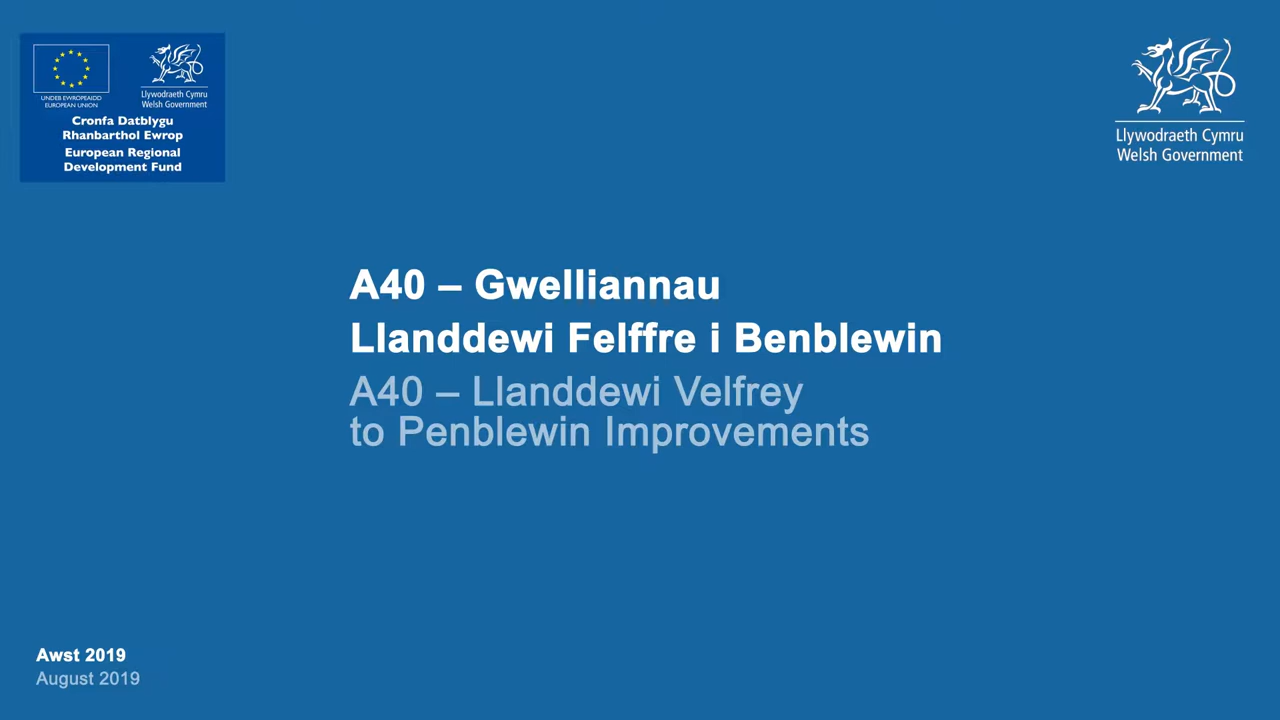 UNDEB EWROPEAIDD
EUROPEAN UNION
Llywodraeth Cymru
Welsh Government
Cronfa Datblygu
Rhanbarthol Ewrop
European Regional
Development Fund
Llywodraeth Cymru
Welsh Government
A40 – Gwelliannau
Llanddewi Felffre i Benblewin
A40 – Llanddewi Velfrey
to Penblewin Improvements
Awst 2019
August 2019